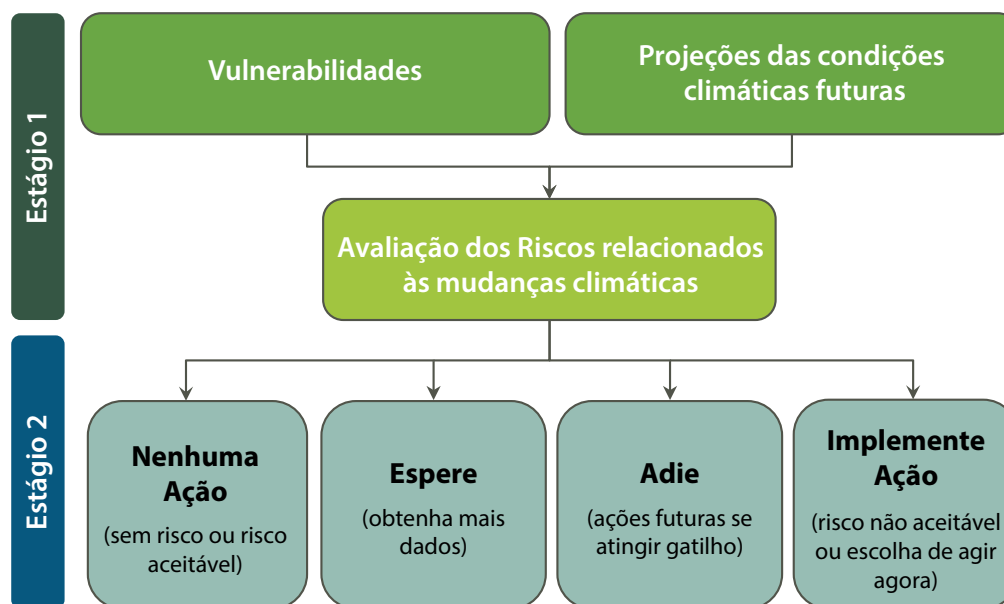 Estágio 1
Vulnerabilidades
Projeções das condições
climáticas futuras
Avaliação dos Riscos relacionados
às mudanças climáticas
Estágio 2
Nenhuma
Ação
(sem risco ou risco
aceitável)
Espere
(obtenha mais
dados)
Adie
(ações futuras se
atingir gatilho)
Implemente
Ação
(risco não aceitável
ou escolha de agir
agora)